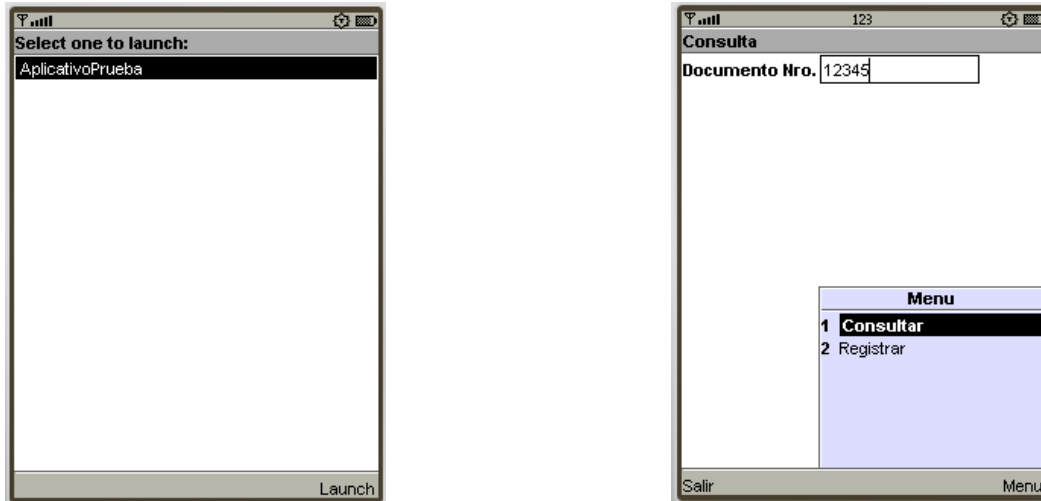 Select one to launch:
AplicativoPrueba
Launch
123
Consulta
Documento Nro. 12345
Menu
1 Consultar
2 Registrar
Salir Menu